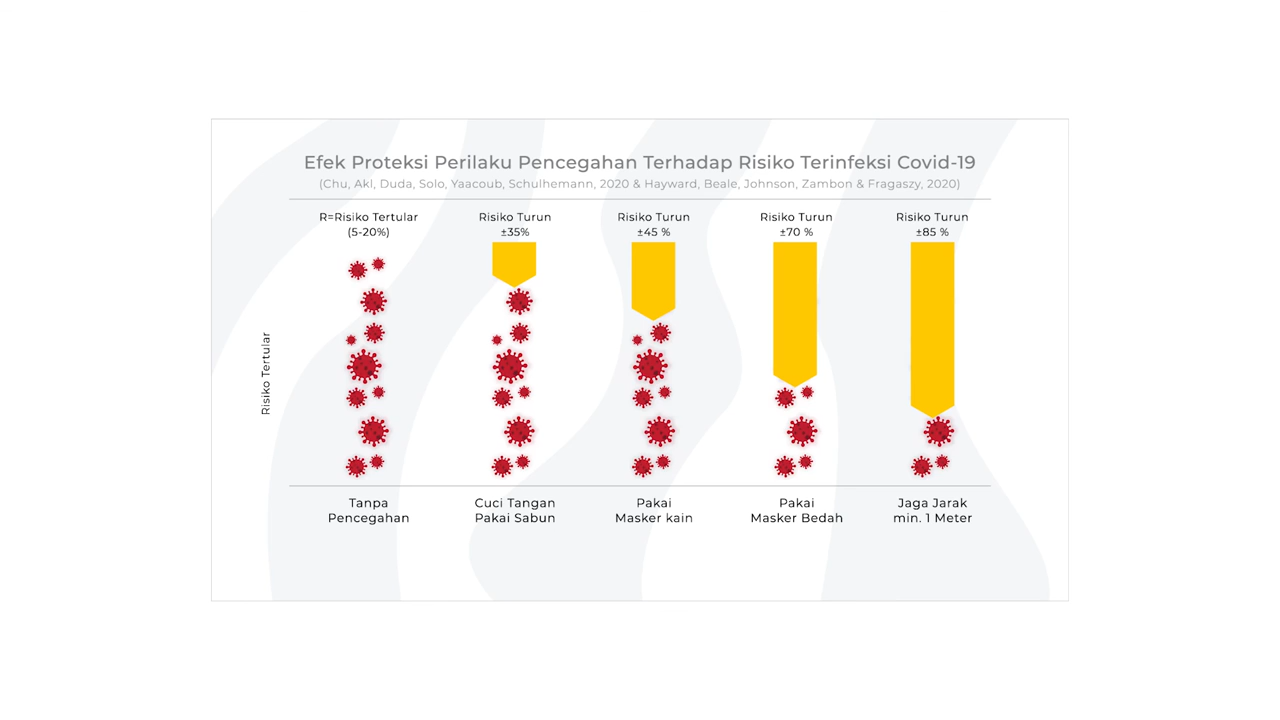 Efek Proteksi Perilaku Pencegahan Terhadap Risiko Terinfeksi Covid-19
(Chu, Akl, Duda, Solo, Yaacoub, Schulhemann, 2020 & Hayward, Beale, Johnson, Zambon & Fragaszy, 2020)
R=Risiko Tertular
(5-20%)
Risiko Turun
±35%
Risiko Turun
±45 %
Risiko Turun
±70 %
Risiko Turun
±85 %
Risiko Tertular
Tanpa
Pencegahan
Cuci Tangan
Pakai Sabun
Pakai
Masker kain
Pakai
Masker Bedah
Jaga Jarak
min. 1 Meter